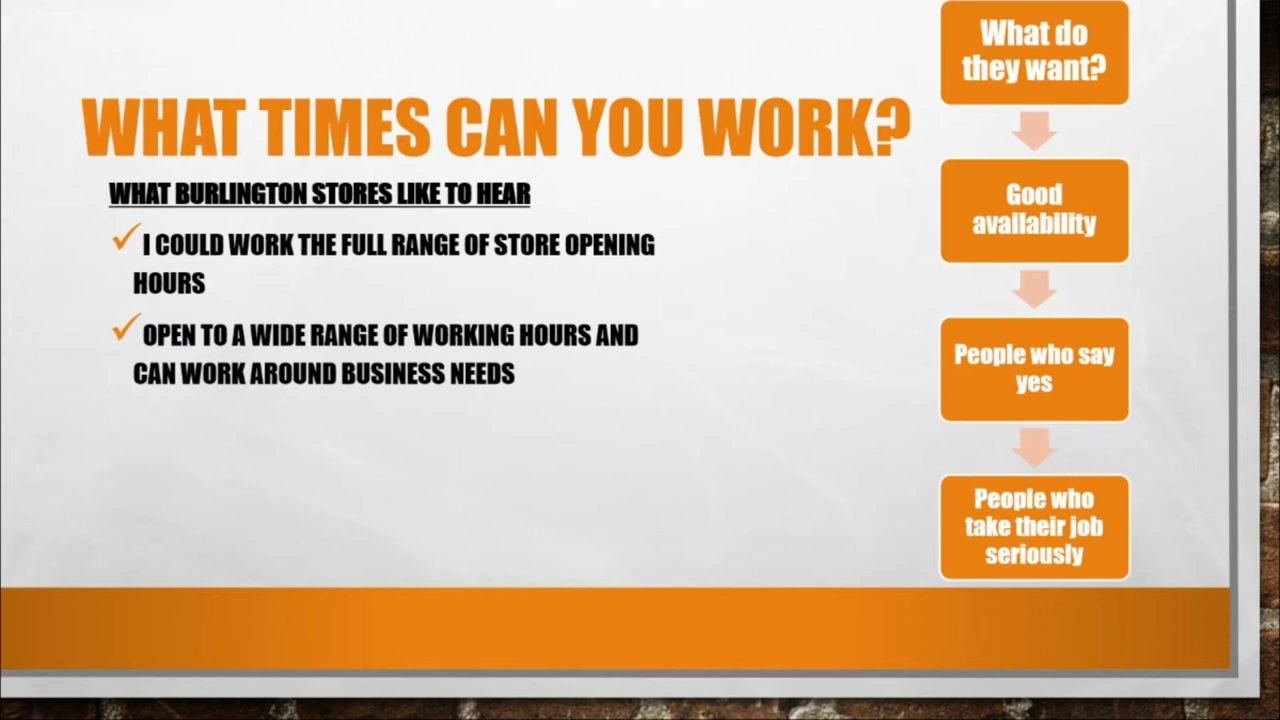 WHAT TIMES CAN YOU WORK?
WHAT BURLINGTON STORES LIKE TO HEAR
I COULD WORK THE FULL RANGE OF STORE OPENING
HOURS
OPEN TO A WIDE RANGE OF WORKING HOURS AND
CAN WORK AROUND BUSINESS NEEDS
What do
they want?
Good
availability
People who say
yes
People who
take their job
seriously